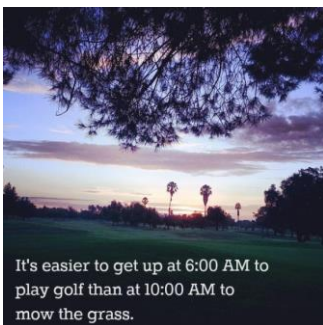 It's easier to get up at 6:00 AM to
play golf than at 10:00 AM to
mow the grass.